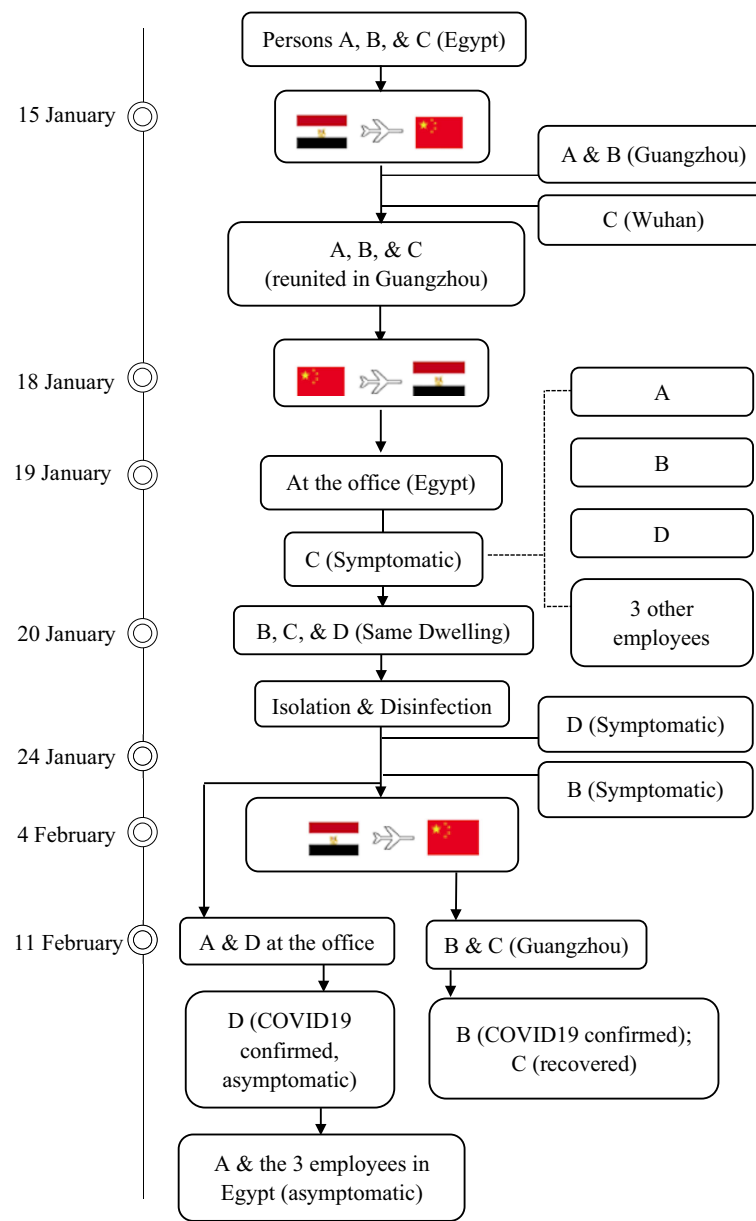 Persons A, B, & C (Egypt)
15 January
A & B (Guangzhou)
C (Wuhan)
A, B, & C
(reunited in Guangzhou)
18 January
A
19 January
At the office (Egypt)
B
D
C (Symptomatic)
3 other
employees
20 January
B, C, & D (Same Dwelling)
Isolation & Disinfection
D (Symptomatic)
24 January
B (Symptomatic)
4 February
11 February
A & D at the office
B & C (Guangzhou)
D (COVID19
confirmed,
asymptomatic)
B (COVID19 confirmed);
C (recovered)
A & the 3 employees in
Egypt (asymptomatic)